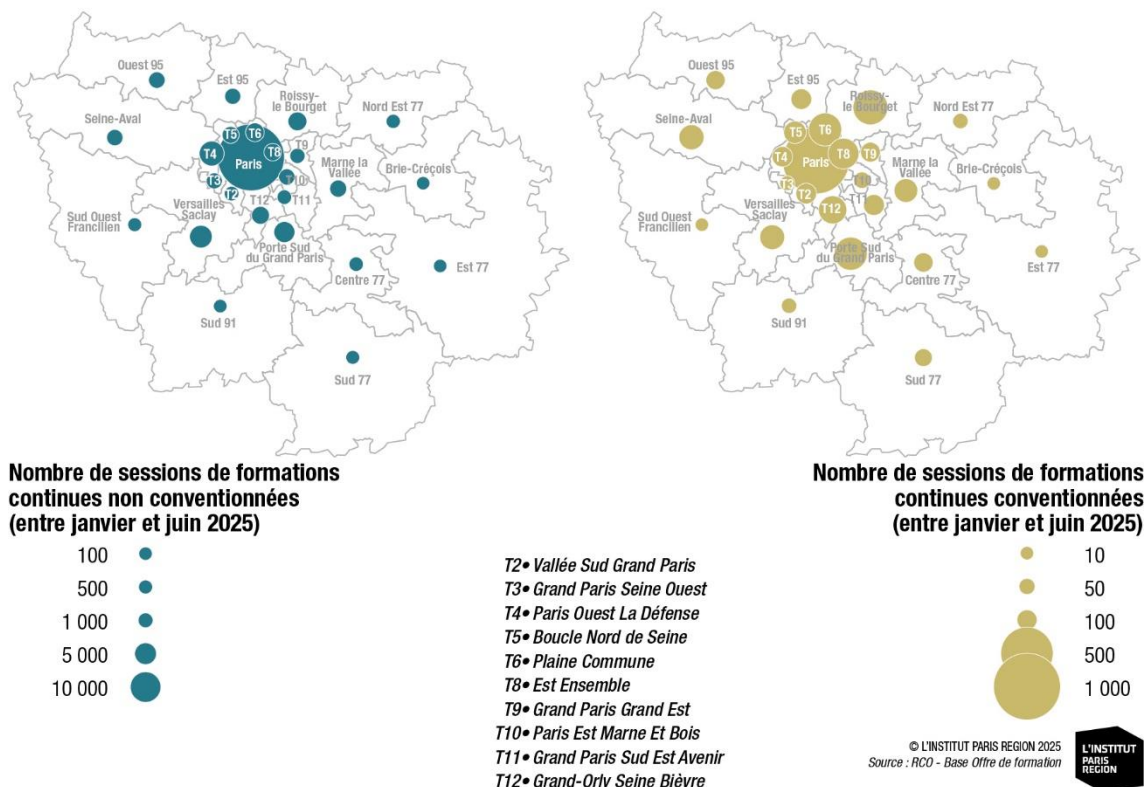 Ouest 95
Est 95
Roissy-
le Bourget
Nord Est 77
Seine-Aval
T5
T6
T4
Paris
T8
T9
Marne la
Vallée
Brie-Créçois
T3
T10
T2
T11
T12
Sud Ouest
Francilien
Versailles
Saclay
Porte Sud
du Grand Paris
Centre 77
Est 77
Sud 91
Sud 77
Ouest 95
Est 95
Roissy-
le Bourget
Nord Est 77
Seine-Aval
T5
T6
T4
Paris
T8
T9
Marne la
Vallée
Brie-Créçois
T3
T10
T2
T11
T12
Sud Ouest
Francilien
Versailles
Saclay
Porte Sud
du Grand Paris
Centre 77
Est 77
Sud 91
Sud 77
Nombre de sessions de formations
continues non conventionnées
(entre janvier et juin 2025)
100
500
1 000
5 000
10 000
T2• Vallée Sud Grand Paris
T3• Grand Paris Seine Ouest
T4• Paris Ouest La Défense
T5• Boucle Nord de Seine
T6• Plaine Commune
T8• Est Ensemble
T9• Grand Paris Grand Est
T10• Paris Est Marne Et Bois
T11• Grand Paris Sud Est Avenir
T12• Grand-Orly Seine Bièvre
Nombre de sessions de formations
continues conventionnées
(entre janvier et juin 2025)
10
50
100
500
1 000
© L'INSTITUT PARIS REGION 2025
Source : RCO - Base Offre de formation
L'INSTITUT
PARIS
REGION